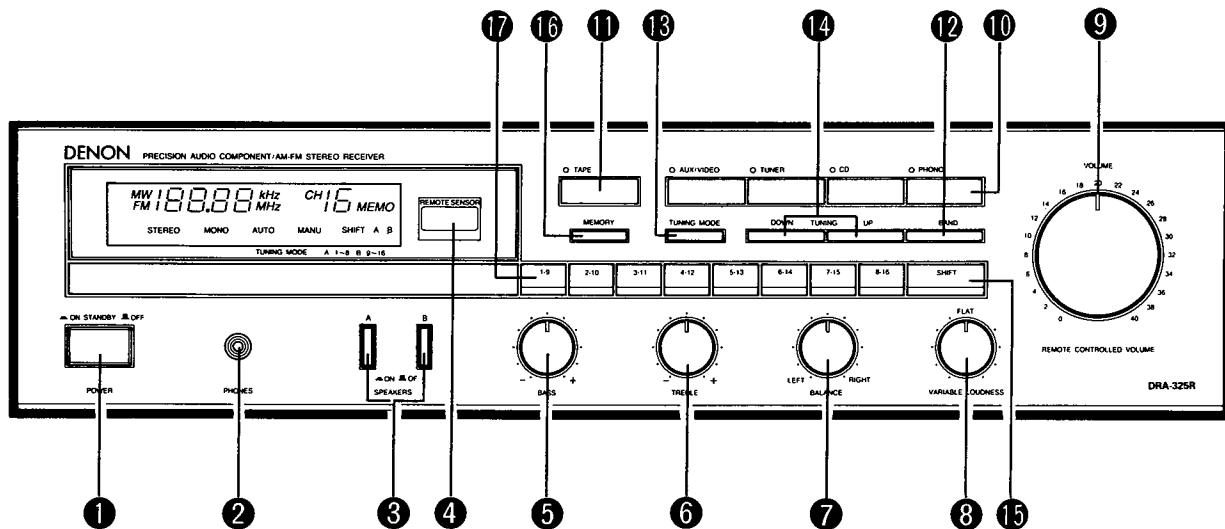 17 16 11 13 14 12 10 9
DENON PRECISION AUDIO COMPONENT/AM-FM STEREO RECEIVER
MW 188.88 kHz CH 16 MEMO
FM MHz
STEREO MONO AUTO MANU SHIFT A B
TUNING MODE A 1~8 B 9~16
REMOTE SENSOR
TAPE AUX/VIDEO TUNER CD PHONO
MEMORY TUNING MODE DOWN TUNING UP BAND
1·9 2·10 3·11 4·12 5·13 6·14 7·15 8·16 SHIFT
VOLUME
0 2 4 6 8 10 12 14 16 18 20 22 24 26 28 30 32 34 36 38 40
REMOTE CONTROLLED VOLUME
ON STANDBY OFF
POWER
PHONES
A B
ON OF
SPEAKERS
− +
BASS
− +
TREBLE
LEFT RIGHT
BALANCE
FLAT
VARIABLE LOUDNESS
DRA-325R
1 2 3 4 5 6 7 8 15